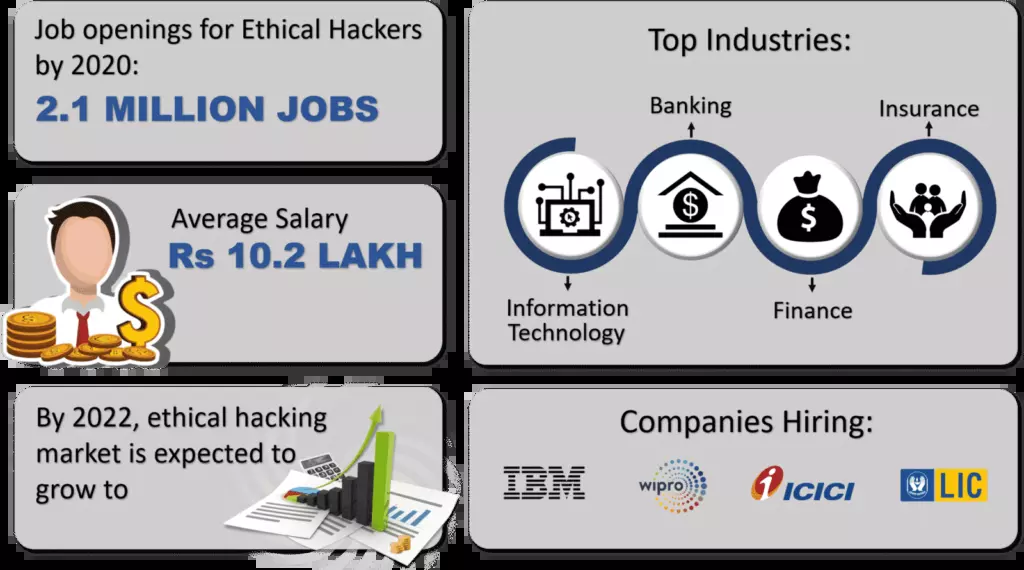 Job openings for Ethical Hackers
by 2020:
2.1 MILLION JOBS
Average Salary
Rs 10.2 LAKH
By 2022, ethical hacking
market is expected to
grow to
Top Industries:
Banking
Insurance
$
$
Information
Technology
Finance
Companies Hiring:
IBM
wipro
iICICI
LIC